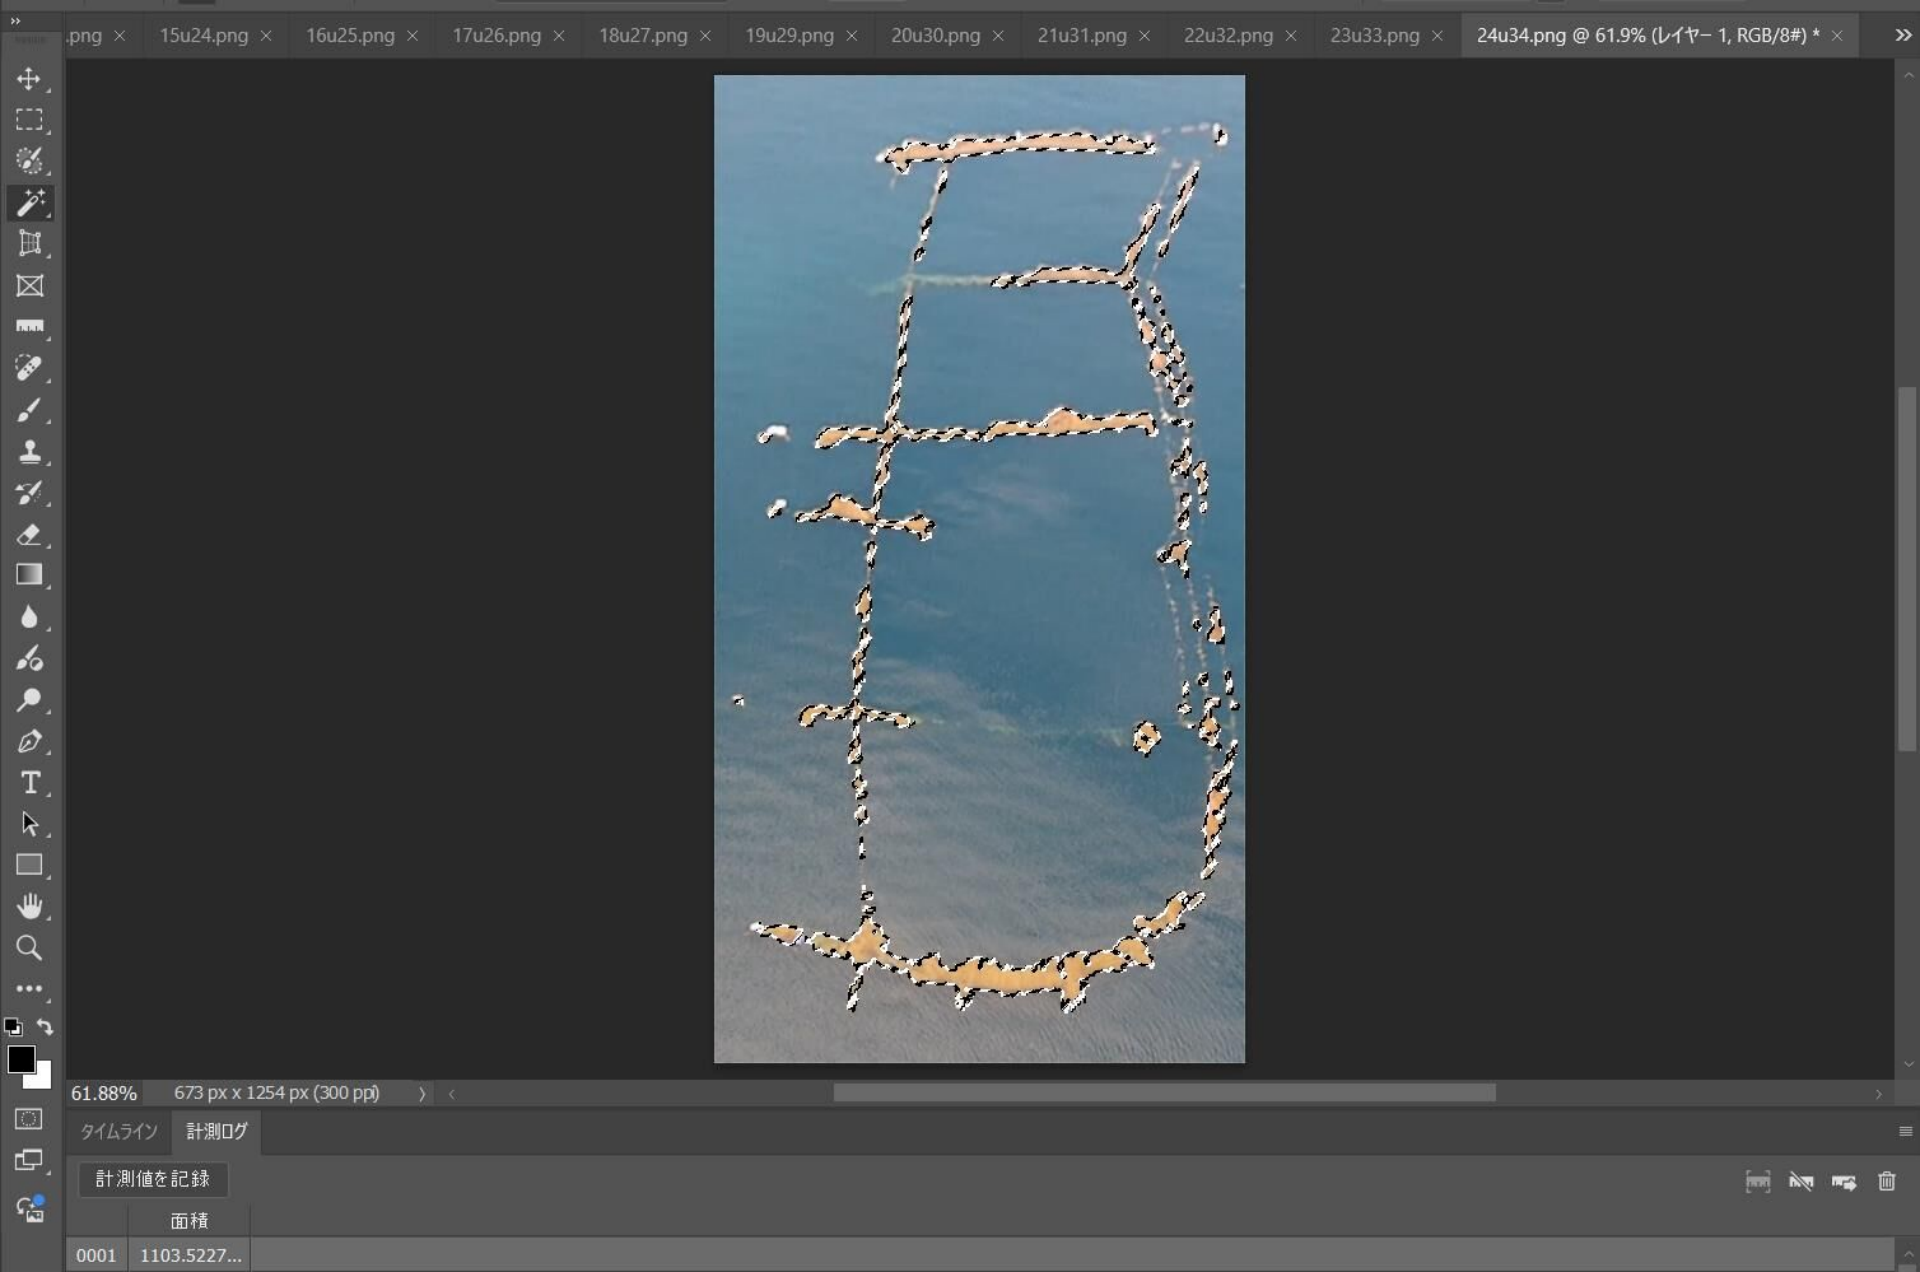 .png × 15u24.png × 16u25.png × 17u26.png × 18u27.png × 19u29.png × 20u30.png × 21u31.png × 22u32.png × 23u33.png × 24u34.png @ 61.9% (レイヤー 1, RGB/8#) * ×
61.88% 673 px x 1254 px (300 ppi)
タイムライン 計測ログ
計測値を記録
面積
0001 1103.5227...